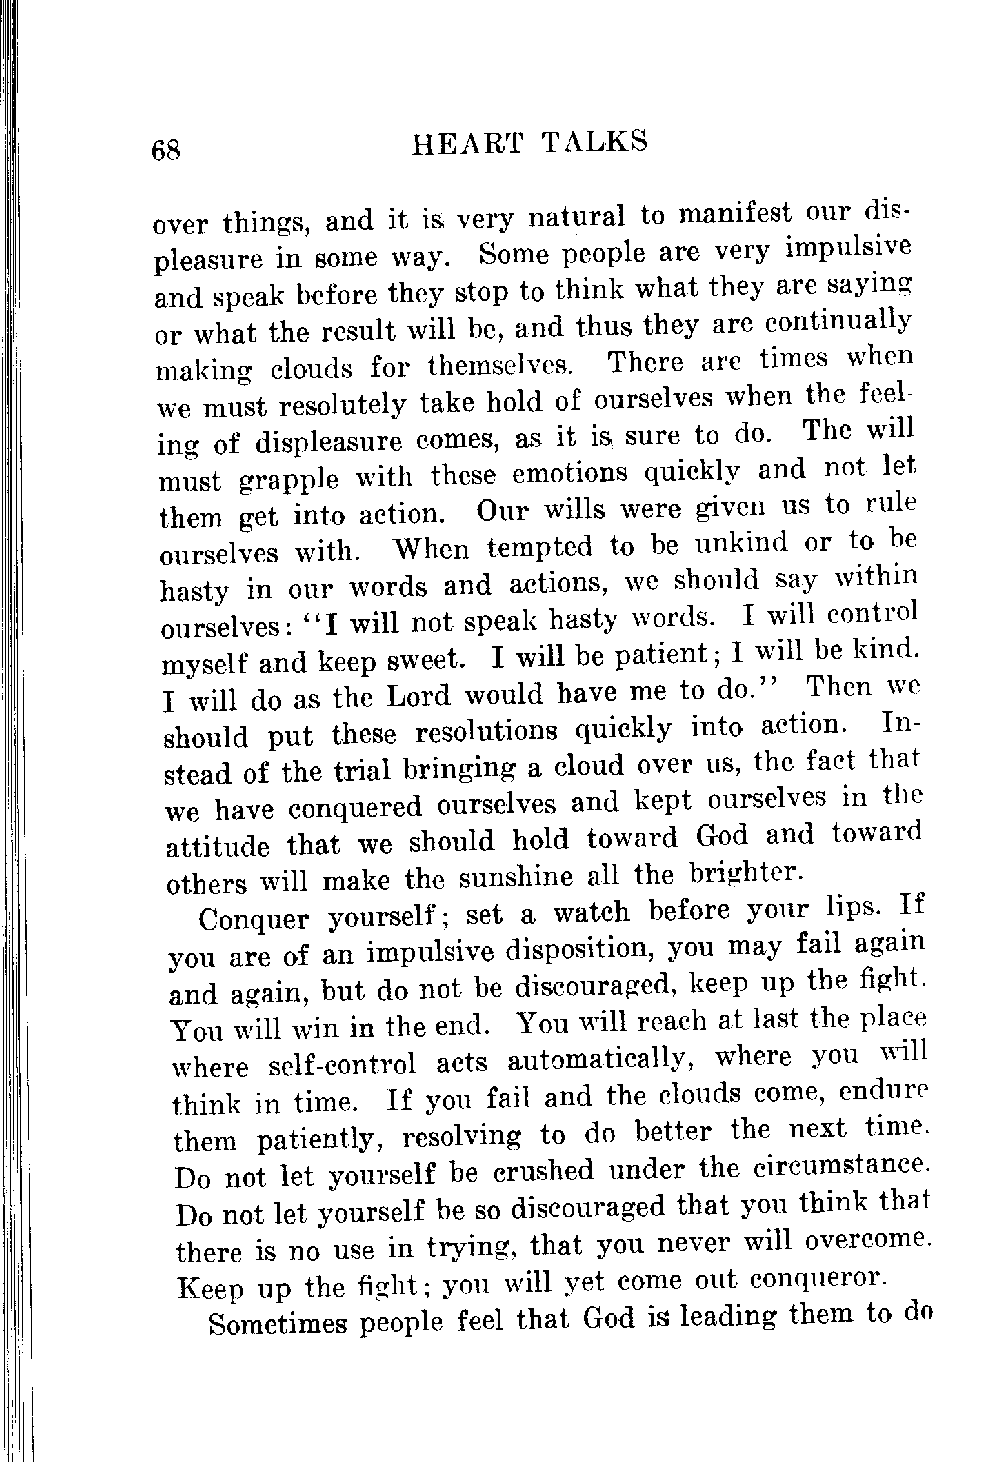 68 HEART TALKS
over things, and it is very natural to manifest our dis-
pleasure in some way. Some people are very impulsive
and speak before they stop to think what they are saying
or what the result will be, and thus they are continually
making clouds for themselves. There are times when
we must resolutely take hold of ourselves when the feel-
ing of displeasure comes, as it is sure to do. The will
must grapple with these emotions quickly and not let
them get into action. Our wills were given us to rule
ourselves with. When tempted to be unkind or to be
hasty in our words and actions, we should say within
ourselves: “I will not speak hasty words. I will control
myself and keep sweet. I will be patient; I will be kind.
I will do as the Lord would have me to do.” Then we
should put these resolutions quickly into action. In-
stead of the trial bringing a cloud over us, the fact that
we have conquered ourselves and kept ourselves in the
attitude that we should hold toward God and toward
others will make the sunshine all the brighter.
Conquer yourself; set a watch before your lips. If
you are of an impulsive disposition, you may fail again
and again, but do not be discouraged, keep up the fight.
You will win in the end. You will reach at last the place
where self-control acts automatically, where you will
think in time. If you fail and the clouds come, endure
them patiently, resolving to do better the next time.
Do not let yourself be crushed under the circumstance.
Do not let yourself be so discouraged that you think that
there is no use in trying, that you never will overcome.
Keep up the fight; you will yet come out conqueror.
Sometimes people feel that God is leading them to do